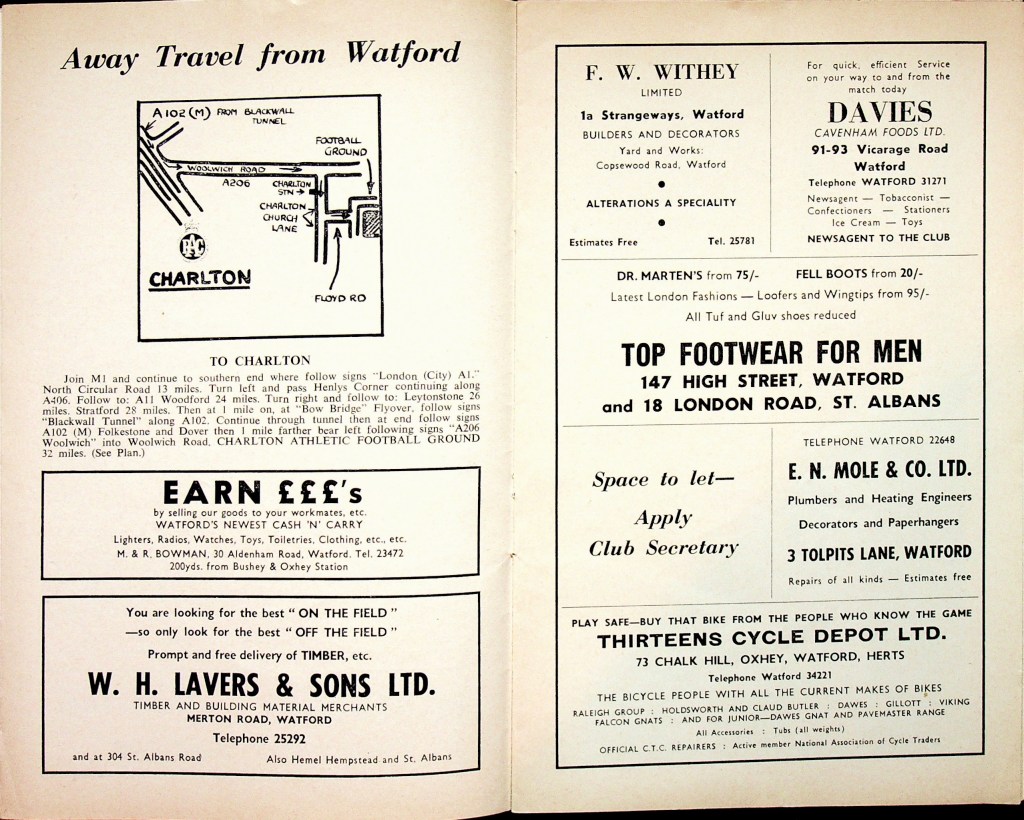 Away Travel from Watford
A102 (M) FROM BLACKWALL
TUNNEL
FOOTBALL
GROUND
WOOLWICH ROAD
A206
CHARLTON
STN
CHARLTON
CHURCH
LANE
RAC
CHARLTON
FLOYD RD
TO CHARLTON
Join M1 and continue to southern end where follow signs "London (City) A1."
North Circular Road 13 miles. Turn left and pass Henlys Corner continuing along
A406. Follow to: A11 Woodford 24 miles. Turn right and follow to: Leytonstone 26
miles. Stratford 28 miles. Then at 1 mile on, at "Bow Bridge" Flyover, follow signs
"Blackwall Tunnel" along A102. Continue through tunnel then at end follow signs
A102 (M) Folkestone and Dover then 1 mile farther bear left following signs "A206
Woolwich" into Woolwich Road. CHARLTON ATHLETIC FOOTBALL GROUND
32 miles. (See Plan.)
EARN £££'s
by selling our goods to your workmates, etc.
WATFORD'S NEWEST CASH 'N' CARRY
Lighters, Radios, Watches, Toys, Toiletries, Clothing, etc., etc.
M. & R. BOWMAN, 30 Aldenham Road, Watford. Tel. 23472
200yds. from Bushey & Oxhey Station
You are looking for the best "ON THE FIELD"
—so only look for the best "OFF THE FIELD"
Prompt and free delivery of TIMBER, etc.
W. H. LAVERS & SONS LTD.
TIMBER AND BUILDING MATERIAL MERCHANTS
MERTON ROAD, WATFORD
Telephone 25292
and at 304 St. Albans Road Also Hemel Hempstead and St. Albans
F. W. WITHEY
LIMITED
1a Strangeways, Watford
BUILDERS AND DECORATORS
Yard and Works:
Copsewood Road, Watford
ALTERATIONS A SPECIALITY
Estimates Free Tel. 25781
For quick, efficient Service
on your way to and from the
match today
DAVIES
CAVENHAM FOODS LTD.
91-93 Vicarage Road
Watford
Telephone WATFORD 31271
Newsagent — Tobacconist —
Confectioners — Stationers
Ice Cream — Toys
NEWSAGENT TO THE CLUB
DR. MARTEN'S from 75/- FELL BOOTS from 20/-
Latest London Fashions — Loofers and Wingtips from 95/-
All Tuf and Gluv shoes reduced
TOP FOOTWEAR FOR MEN
147 HIGH STREET, WATFORD
and 18 LONDON ROAD, ST. ALBANS
Space to let—
Apply
Club Secretary
TELEPHONE WATFORD 22648
E. N. MOLE & CO. LTD.
Plumbers and Heating Engineers
Decorators and Paperhangers
3 TOLPITS LANE, WATFORD
Repairs of all kinds — Estimates free
PLAY SAFE—BUY THAT BIKE FROM THE PEOPLE WHO KNOW THE GAME
THIRTEENS CYCLE DEPOT LTD.
73 CHALK HILL, OXHEY, WATFORD, HERTS
Telephone Watford 34221
THE BICYCLE PEOPLE WITH ALL THE CURRENT MAKES OF BIKES
RALEIGH GROUP : HOLDSWORTH AND CLAUD BUTLER : DAWES : GILLOTT : VIKING
FALCON GNATS : AND FOR JUNIOR—DAWES GNAT AND PAVEMASTER RANGE
All Accessories : Tubs (all weights)
OFFICIAL C.T.C. REPAIRERS : Active member National Association of Cycle Traders